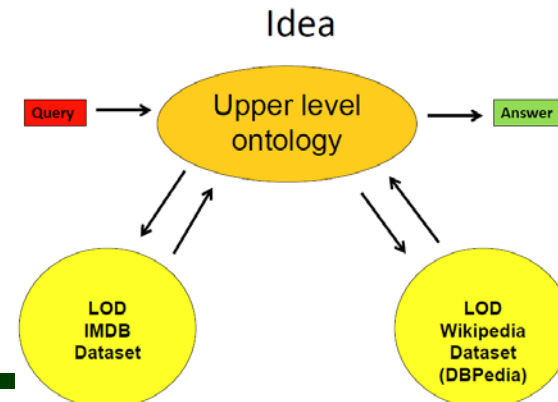 Idea
Query
Upper level
ontology
Answer
LOD
IMDB
Dataset
LOD
Wikipedia
Dataset
(DBPedia)